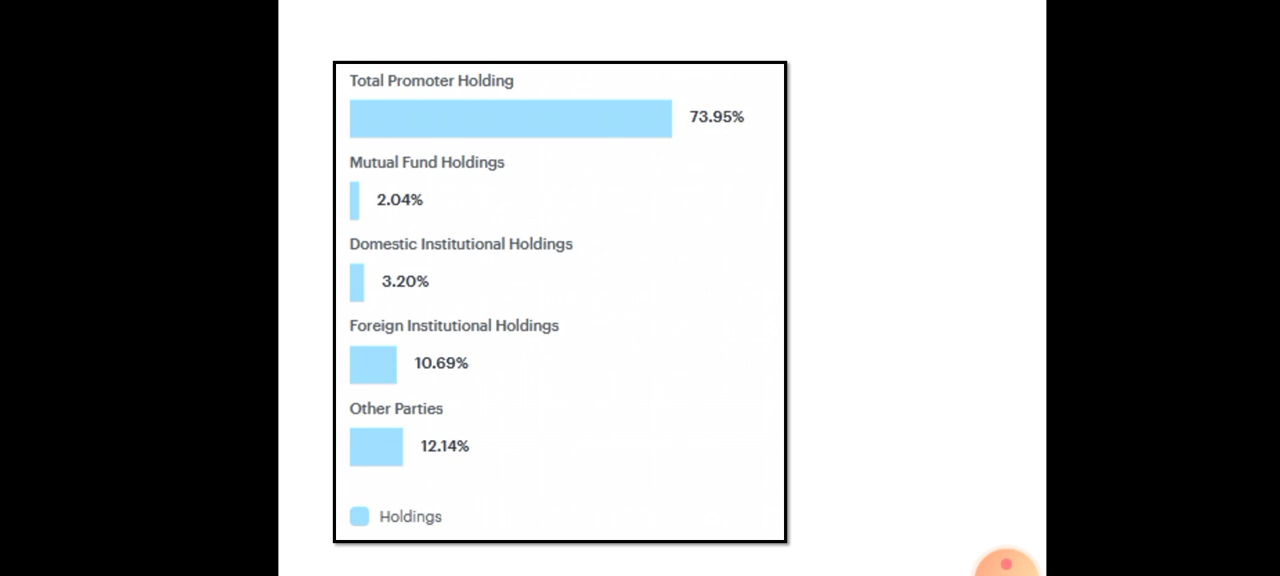 Total Promoter Holding
73.95%
Mutual Fund Holdings
2.04%
Domestic Institutional Holdings
3.20%
Foreign Institutional Holdings
10.69%
Other Parties
12.14%
Holdings